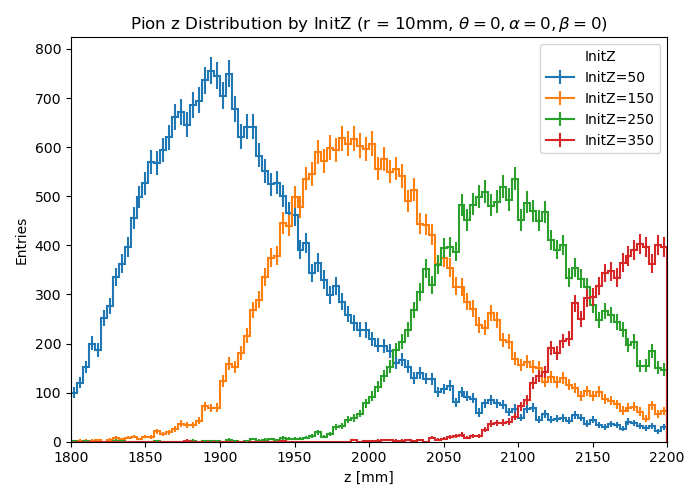 Pion z Distribution by InitZ (r = 10mm, θ = 0, α = 0, β = 0)
800
700
600
500
400
300
200
100
0
Entries
InitZ
InitZ=50
InitZ=150
InitZ=250
InitZ=350
1800 1850 1900 1950 2000 2050 2100 2150 2200
z [mm]